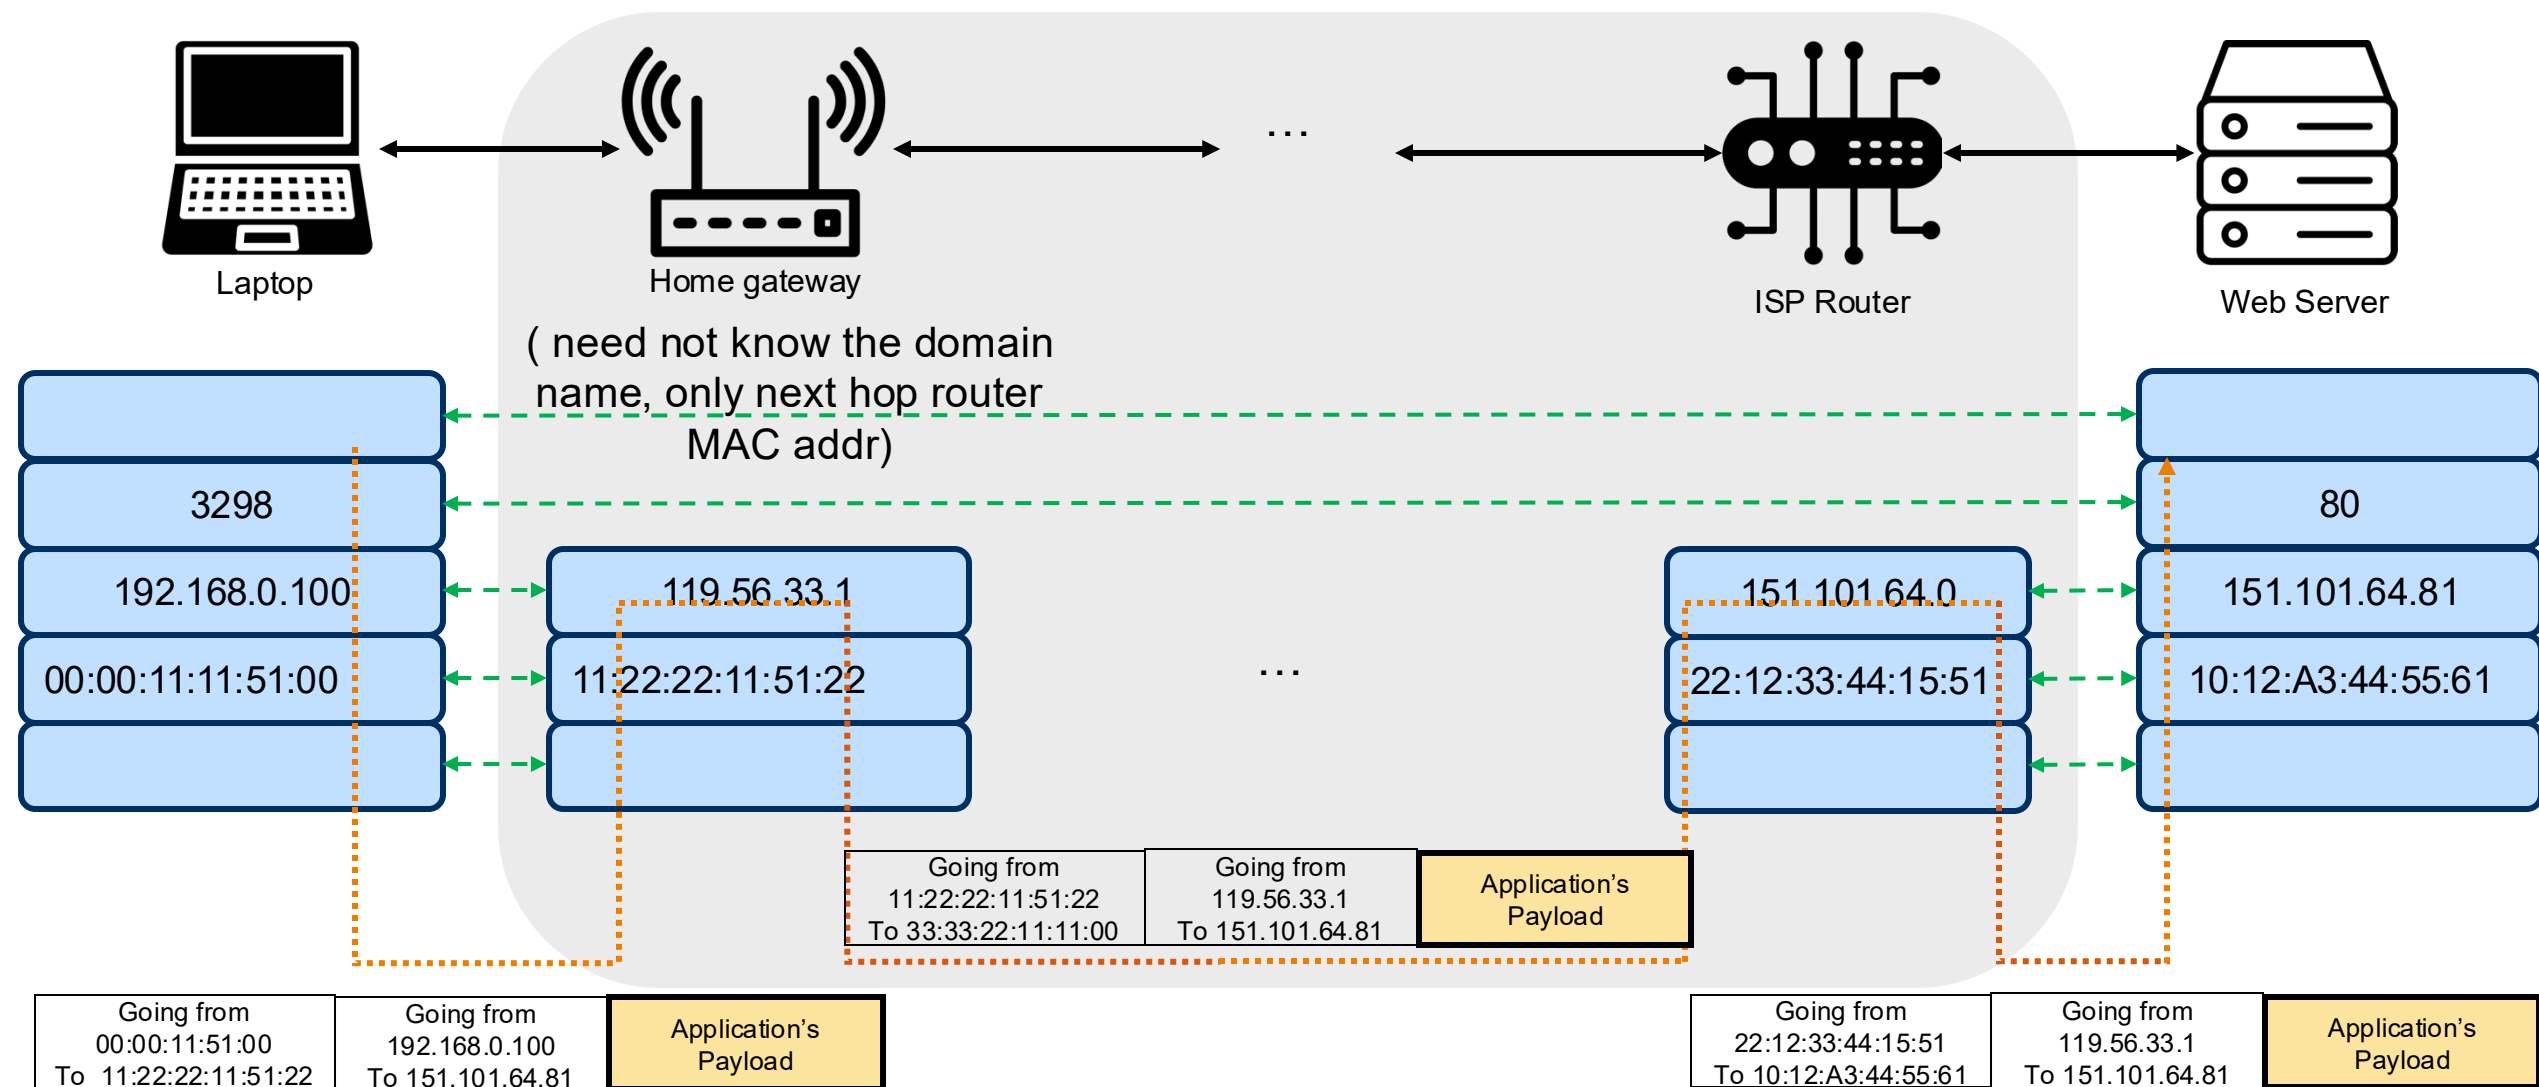 ...
Laptop
Home gateway
ISP Router
Web Server
( need not know the domain
name, only next hop router
MAC addr)
3298
80
192.168.0.100
119.56.33.1
151.101.64.0
151.101.64.81
00:00:11:11:51:00
11:22:22:11:51:22
...
22:12:33:44:15:51
10:12:A3:44:55:61
Going from
11:22:22:11:51:22
To 33:33:22:11:11:00
Going from
119.56.33.1
To 151.101.64.81
Application's
Payload
Going from
00:00:11:51:00
To 11:22:22:11:51:22
Going from
192.168.0.100
To 151.101.64.81
Application's
Payload
Going from
22:12:33:44:15:51
To 10:12:A3:44:55:61
Going from
119.56.33.1
To 151.101.64.81
Application's
Payload